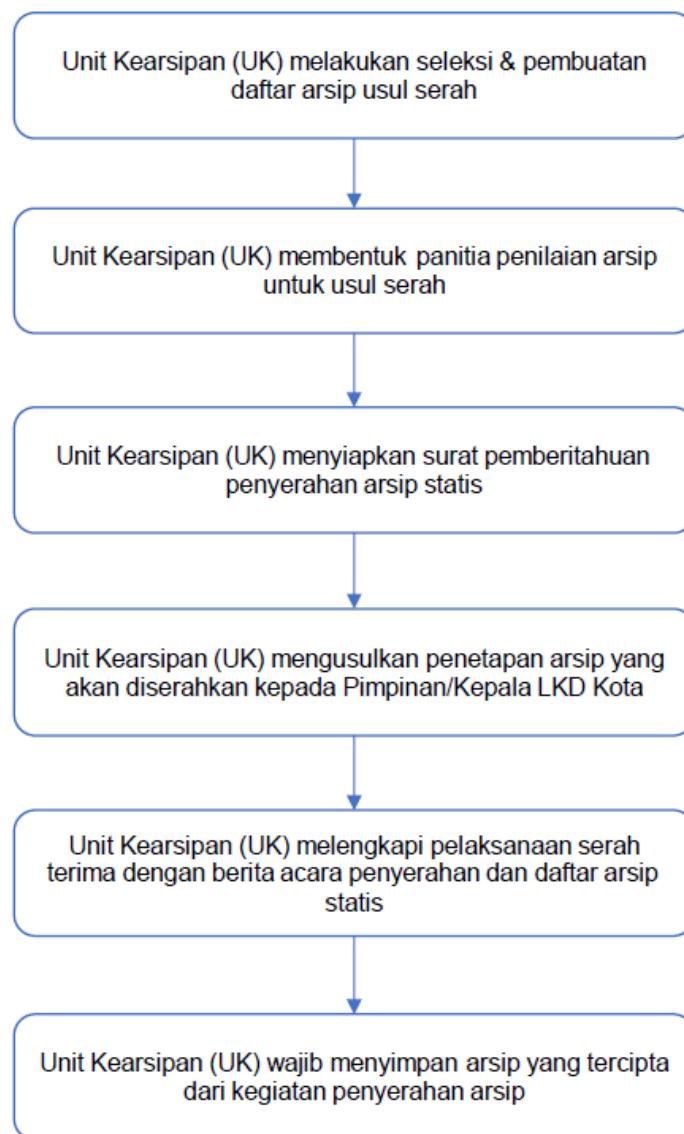 Unit Kearsipan (UK) melakukan seleksi & pembuatan
daftar arsip usul serah
Unit Kearsipan (UK) membentuk panitia penilaian arsip
untuk usul serah
Unit Kearsipan (UK) menyiapkan surat pemberitahuan
penyerahan arsip statis
Unit Kearsipan (UK) mengusulkan penetapan arsip yang
akan diserahkan kepada Pimpinan/Kepala LKD Kota
Unit Kearsipan (UK) melengkapi pelaksanaan serah
terima dengan berita acara penyerahan dan daftar arsip
statis
Unit Kearsipan (UK) wajib menyimpan arsip yang tercipta
dari kegiatan penyerahan arsip